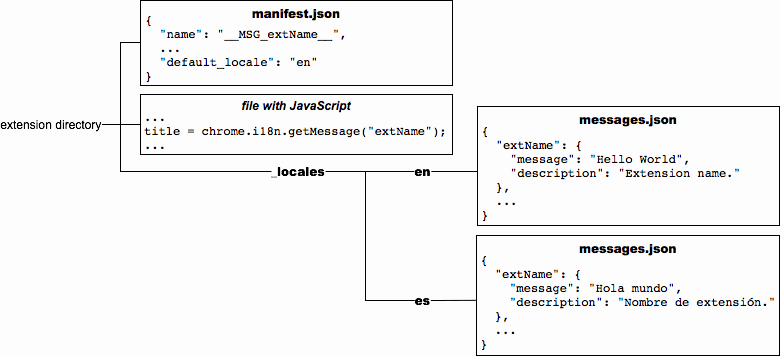 manifest.json
{
"name": "__MSG_extName__",
...
"default_locale": "en"
}
extension directory
file with JavaScript
...
title = chrome.i18n.getMessage("extName");
...
_locales
en
messages.json
{
"extName": {
"message": "Hello World",
"description": "Extension name."
},
...
}
es
messages.json
{
"extName": {
"message": "Hola mundo",
"description": "Nombre de extensión."
},
...
}